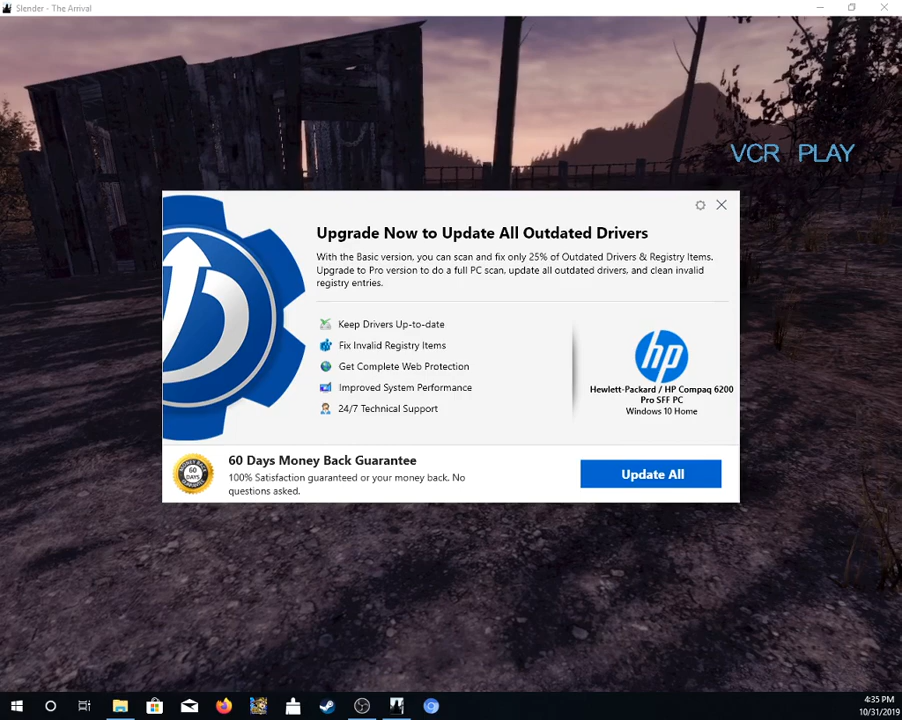 Slender - The Arrival
VCR PLAY
Upgrade Now to Update All Outdated Drivers
With the Basic version, you can scan and fix only 25% of Outdated Drivers & Registry Items.
Upgrade to Pro version to do a full PC scan, update all outdated drivers, and clean invalid
registry entries.
Keep Drivers Up-to-date
Fix Invalid Registry Items
Get Complete Web Protection
Improved System Performance
24/7 Technical Support
hp
Hewlett-Packard / HP Compaq 6200
Pro SFF PC
Windows 10 Home
MONEY BACK
60
DAYS
60 Days Money Back Guarantee
100% Satisfaction guaranteed or your money back. No
questions asked.
Update All
4:35 PM
10/31/2019